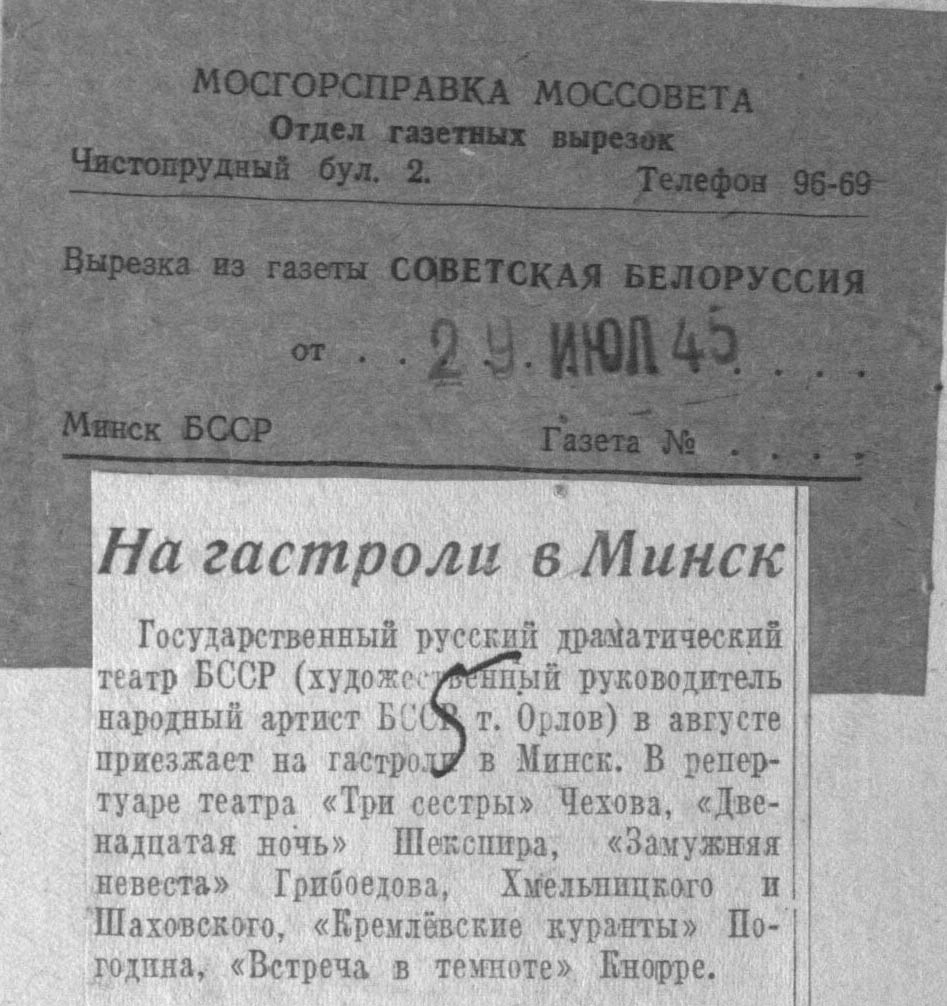 МОСГОРСПРАВКА МОССОВЕТА
Отдел газетных вырезок
Чистопрудный бул. 2. Телефон 96-69
Вырезка из газеты СОВЕТСКАЯ БЕЛОРУССИЯ
от . . 29. ИЮЛ 45 . . . .
Минск БССР Газета № . . . .
На гастроли в Минск
Государственный русский драматический
театр БССР (художественный руководитель
народный артист БССР т. Орлов) в августе
приезжает на гастроли в Минск. В репер-
туаре театра «Три сестры» Чехова, «Две-
надцатая ночь» Шекспира, «Замужняя
невеста» Грибоедова, Хмельницкого и
Шаховского, «Кремлёвские куранты» По-
година, «Встреча в темноте» Кнорре.
5